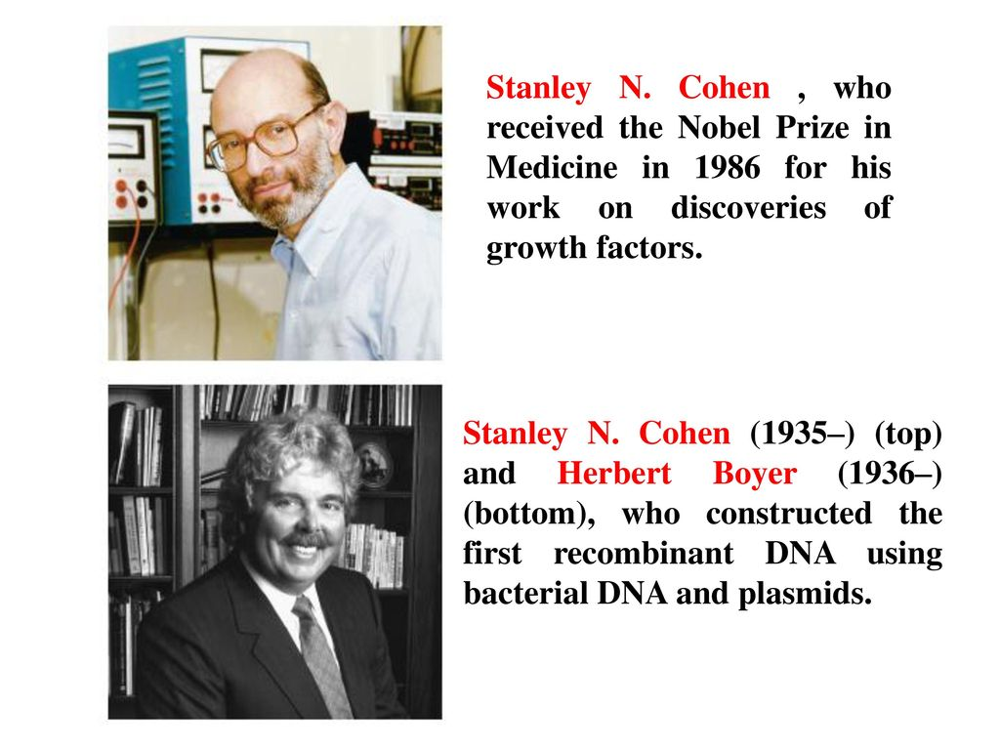 Stanley N. Cohen , who
received the Nobel Prize in
Medicine in 1986 for his
work on discoveries of
growth factors.
Stanley N. Cohen (1935–) (top)
and Herbert Boyer (1936–)
(bottom), who constructed the
first recombinant DNA using
bacterial DNA and plasmids.